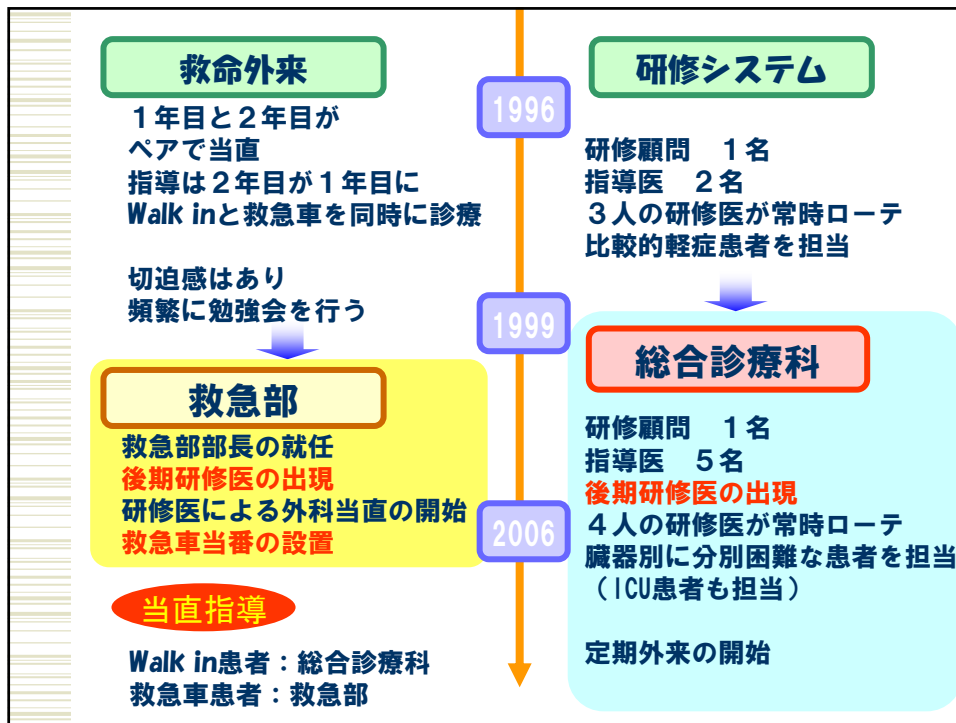 救命外来
１年目と２年目が
ペアで当直
指導は２年目が１年目に
Walk inと救急車を同時に診療
切迫感はあり
頻繁に勉強会を行う
救急部
救急部部長の就任
後期研修医の出現
研修医による外科当直の開始
救急車当番の設置
当直指導
Walk in患者：総合診療科
救急車患者：救急部
1996
1999
2006
研修システム
研修顧問　１名
指導医　２名
３人の研修医が常時ローテ
比較的軽症患者を担当
総合診療科
研修顧問　１名
指導医　５名
後期研修医の出現
４人の研修医が常時ローテ
臓器別に分別困難な患者を担当
（ICU患者も担当）
定期外来の開始